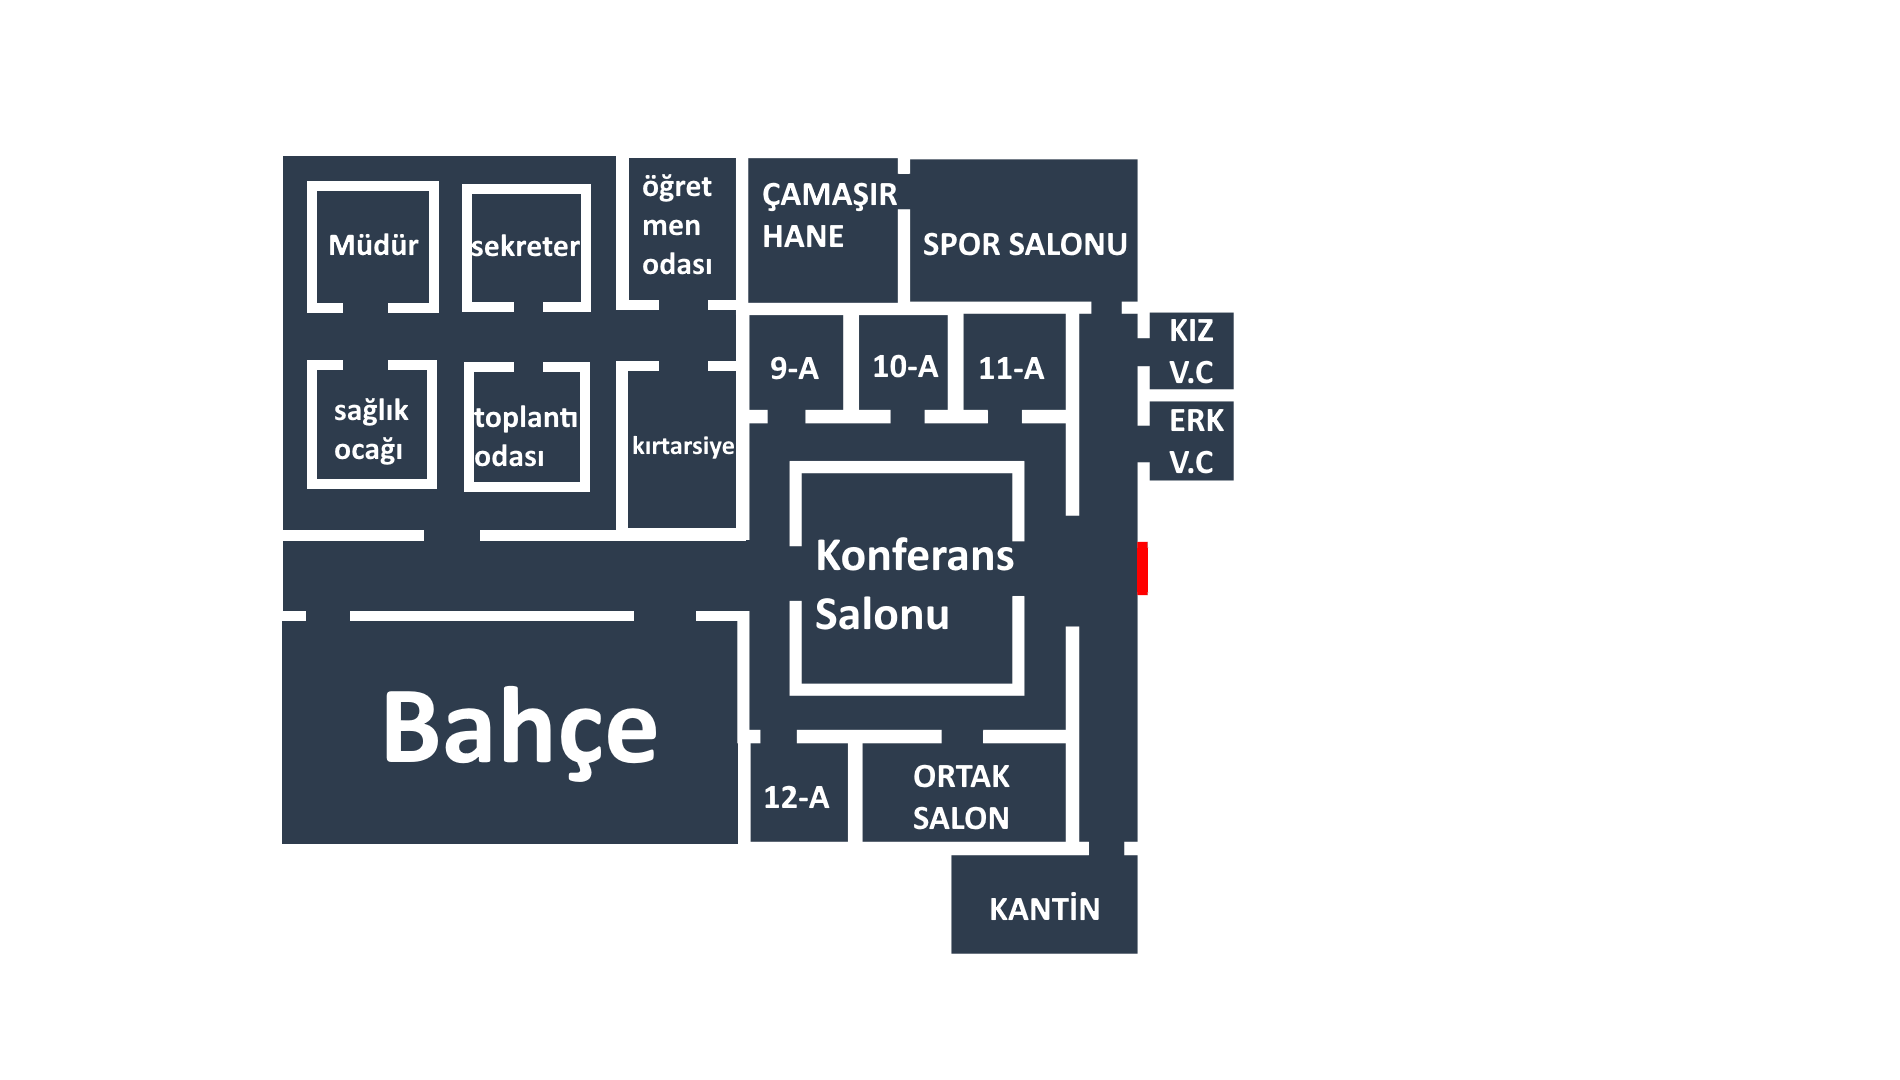 Müdür
sekreter
öğret
men
odası
ÇAMAŞIR
HANE
SPOR SALONU
sağlık
ocağı
toplantı
odası
kırtarsiye
9-A
10-A
11-A
KIZ
V.C
ERK
V.C
Konferans
Salonu
Bahçe
12-A
ORTAK
SALON
KANTİN